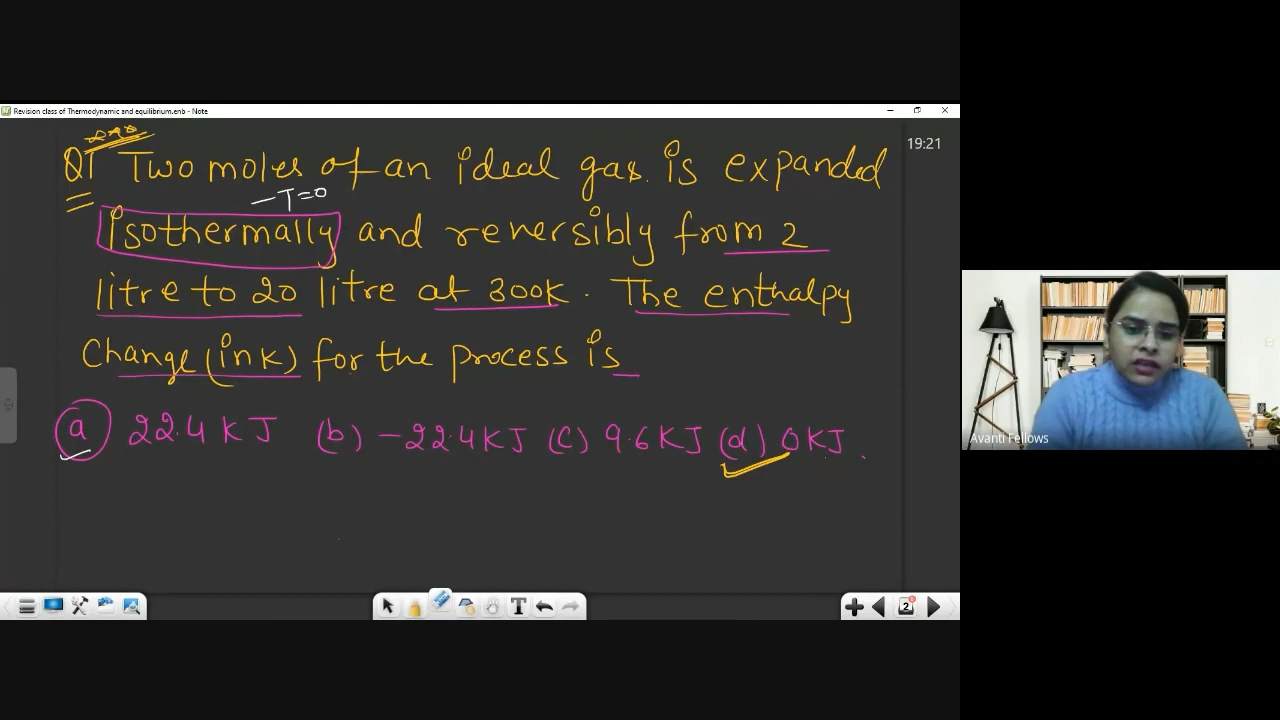 Revision class of Thermodynamic and equilibrium.enb - Note
19:21
Q1 Two moles of an ideal gas. is expanded
– T=0
isothermally and reversibly from 2
litre to 20 litre at 300K. The enthalpy
Change (in K) for the process is
(a) 22.4 KJ (b) -22.4 KJ (c) 9.6 KJ (d) 0 KJ.
Avanti Fellows
T
2